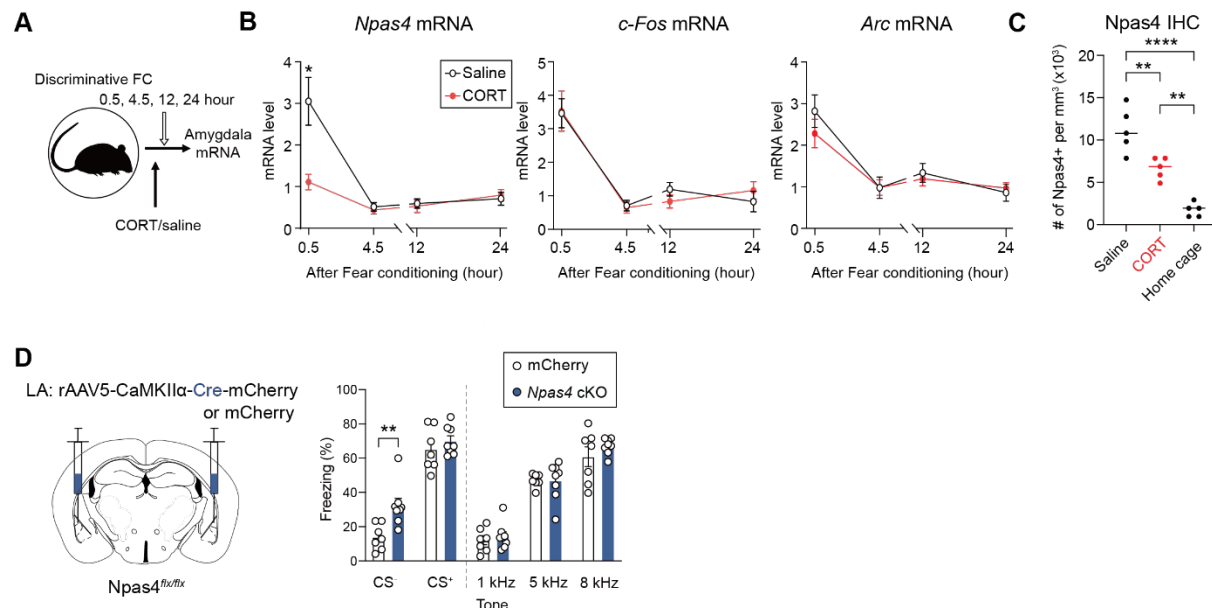 A
Discriminative FC
0.5, 4.5, 12, 24 hour
Amygdala
mRNA
CORT/saline
B
Npas4 mRNA
c-Fos mRNA
Arc mRNA
Saline
CORT
*
mRNA level
4
3
2
1
0
0.5 4.5 12 24
After Fear conditioning (hour)
mRNA level
5
4
3
2
1
0
0.5 4.5 12 24
After Fear conditioning (hour)
mRNA level
4
3
2
1
0
0.5 4.5 12 24
After Fear conditioning (hour)
C
Npas4 IHC
****
** **
# of Npas4+ per mm³ (x10³)
20
15
10
5
0
Saline
CORT
Home cage
D
LA: rAAV5-CaMKIIα-Cre-mCherry
or mCherry
Npas4flx/flx
mCherry
Npas4 cKO
**
Freezing (%)
100
80
60
40
20
0
CS⁻ CS⁺ 1 kHz 5 kHz 8 kHz
Tone